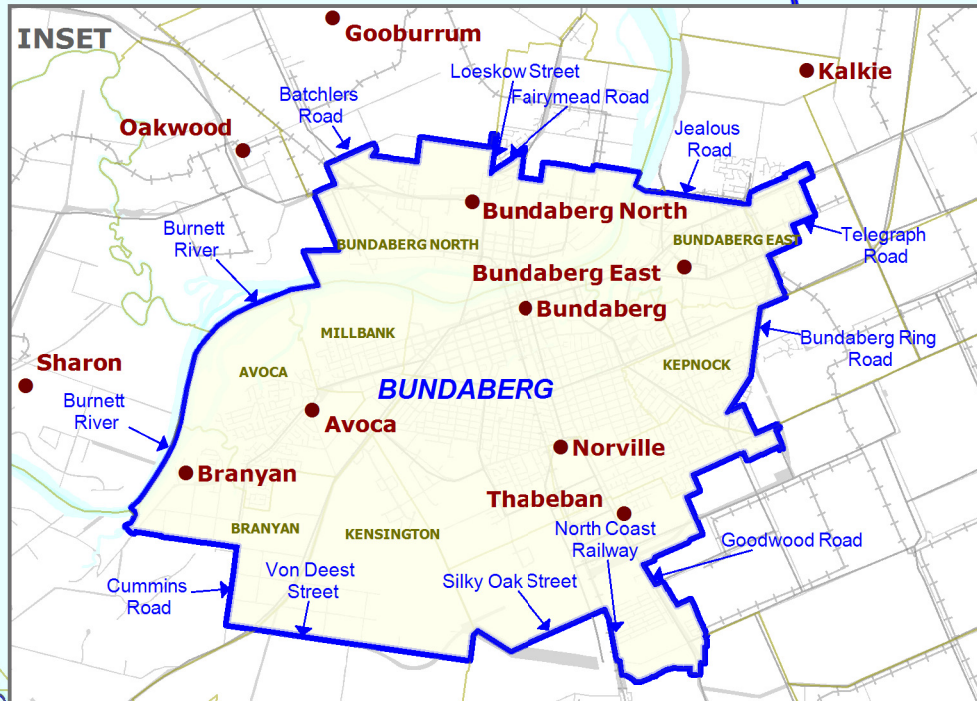 INSET
Gooburrum
Kalkie
Loeskow Street
Fairymead Road
Batchlers
Road
Oakwood
Jealous
Road
Bundaberg North
Burnett
River
BUNDABERG NORTH
BUNDABERG EAST
Telegraph
Road
Bundaberg East
Bundaberg
MILLBANK
Bundaberg Ring
Road
Sharon
AVOCA
KEPNOCK
BUNDABERG
Burnett
River
Avoca
Norville
Branyan
Thabeban
BRANYAN
KENSINGTON
North Coast
Railway
Goodwood Road
Cummins
Road
Von Deest
Street
Silky Oak Street